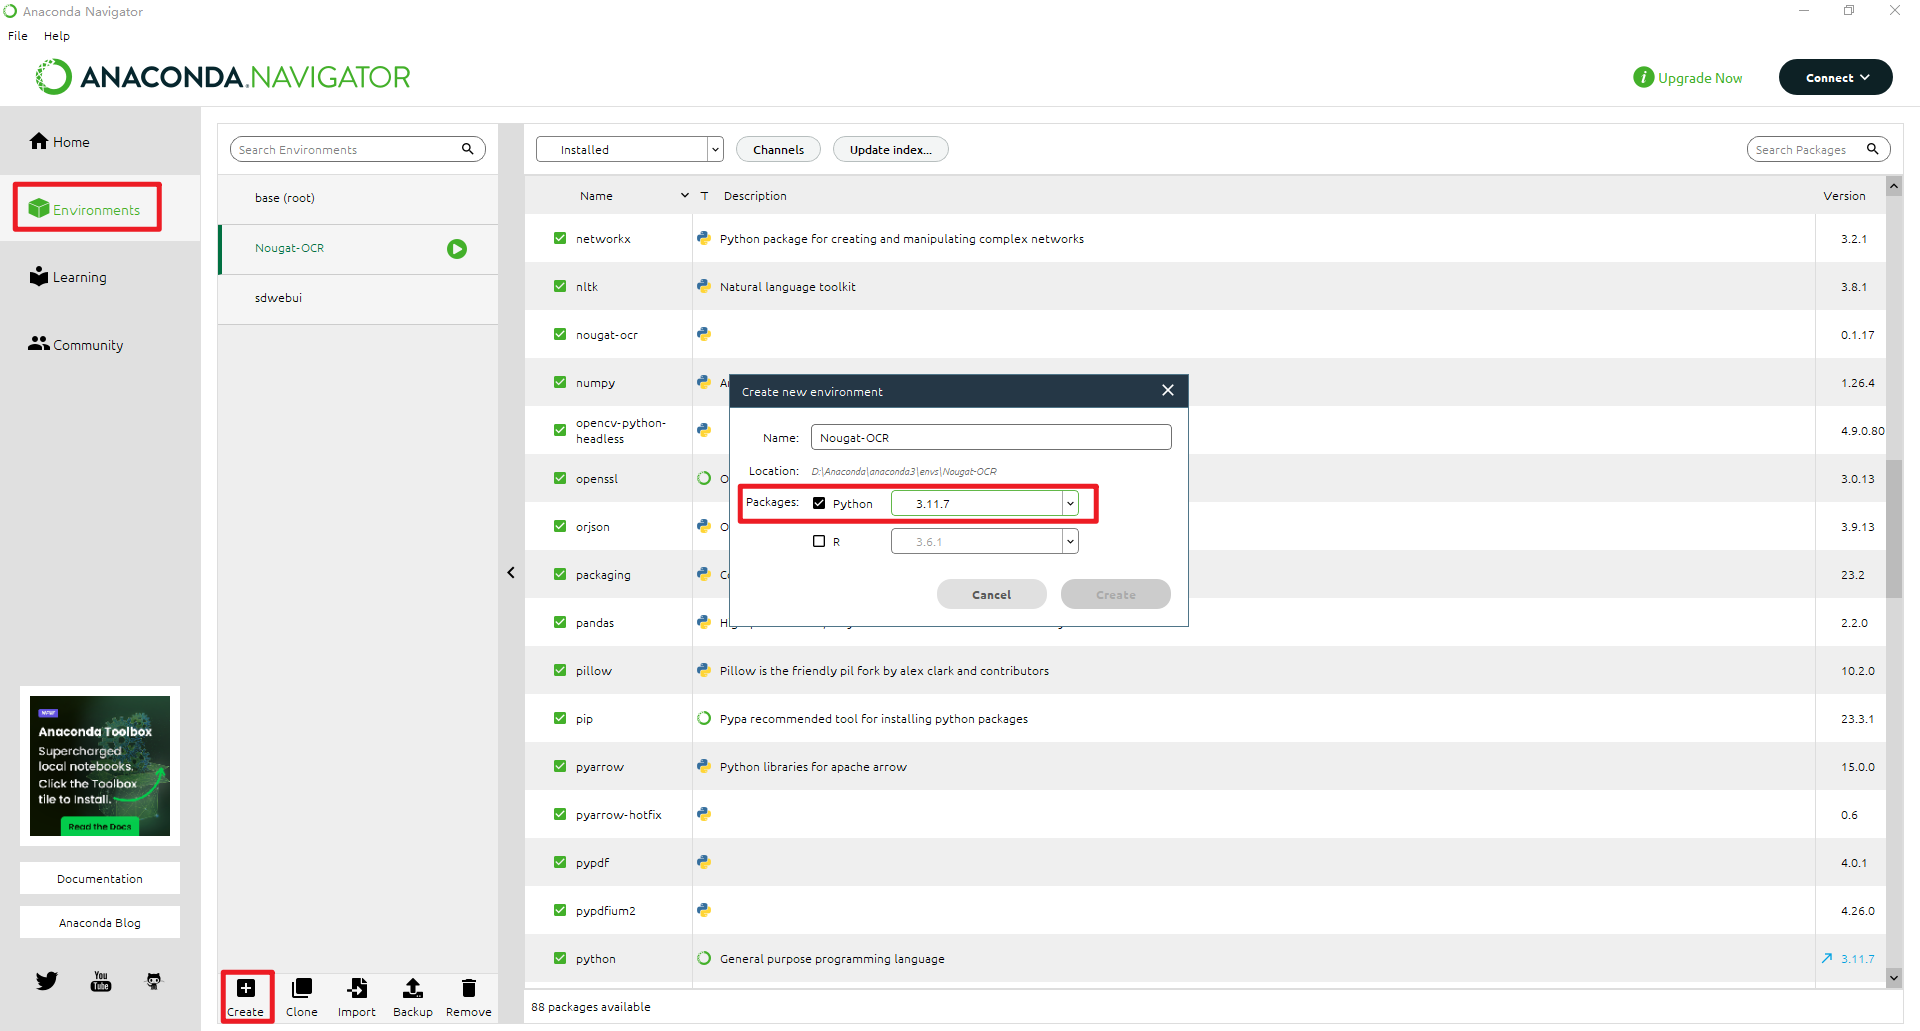 Anaconda Navigator
File Help
ANACONDA.NAVIGATOR
Upgrade Now
Connect
Home
Environments
Learning
Community
Anaconda Toolbox
Supercharged
local notebooks.
Click the Toolbox
tile to install.
Read the Docs
Documentation
Anaconda Blog
You
Tube
Search Environments
base (root)
Nougat-OCR
sdwebui
Create Clone Import Backup Remove
Installed Channels Update index... Search Packages
Name T Description Version
networkx Python package for creating and manipulating complex networks 3.2.1
nltk Natural language toolkit 3.8.1
nougat-ocr 0.1.17
numpy 1.26.4
opencv-python-
headless 4.9.0.80
openssl 3.0.13
orjson 3.9.13
packaging 23.2
pandas 2.2.0
pillow Pillow is the friendly pil fork by alex clark and contributors 10.2.0
pip Pypa recommended tool for installing python packages 23.3.1
pyarrow Python libraries for apache arrow 15.0.0
pyarrow-hotfix 0.6
pypdf 4.0.1
pypdfium2 4.26.0
python General purpose programming language 3.11.7
88 packages available
Create new environment
Name: Nougat-OCR
Location: D:\Anaconda\anaconda3\envs\Nougat-OCR
Packages: Python 3.11.7
R 3.6.1
Cancel Create